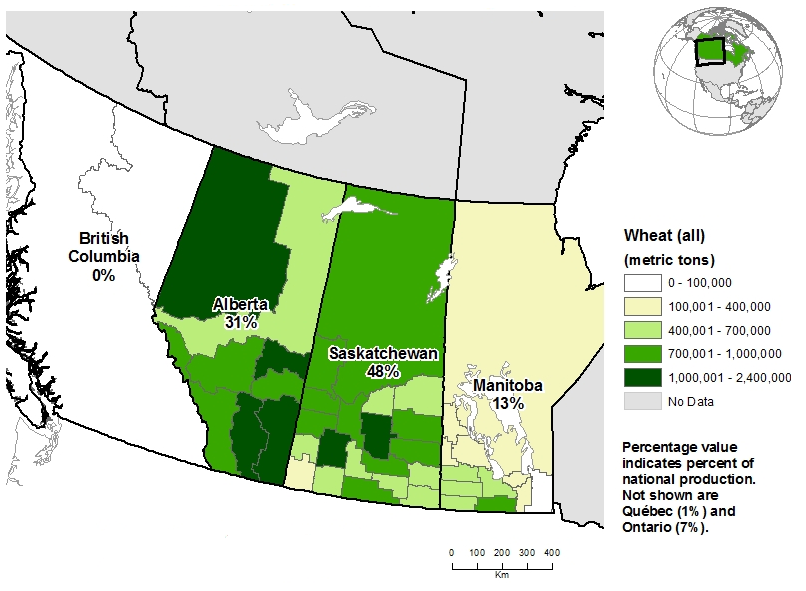 British
Columbia
0%
Alberta
31%
Saskatchewan
48%
Manitoba
13%
Wheat (all)
(metric tons)
0 - 100,000
100,001 - 400,000
400,001 - 700,000
700,001 - 1,000,000
1,000,001 - 2,400,000
No Data
Percentage value
indicates percent of
national production.
Not shown are
Québec (1%) and
Ontario (7%).
0 100 200 300 400
Km